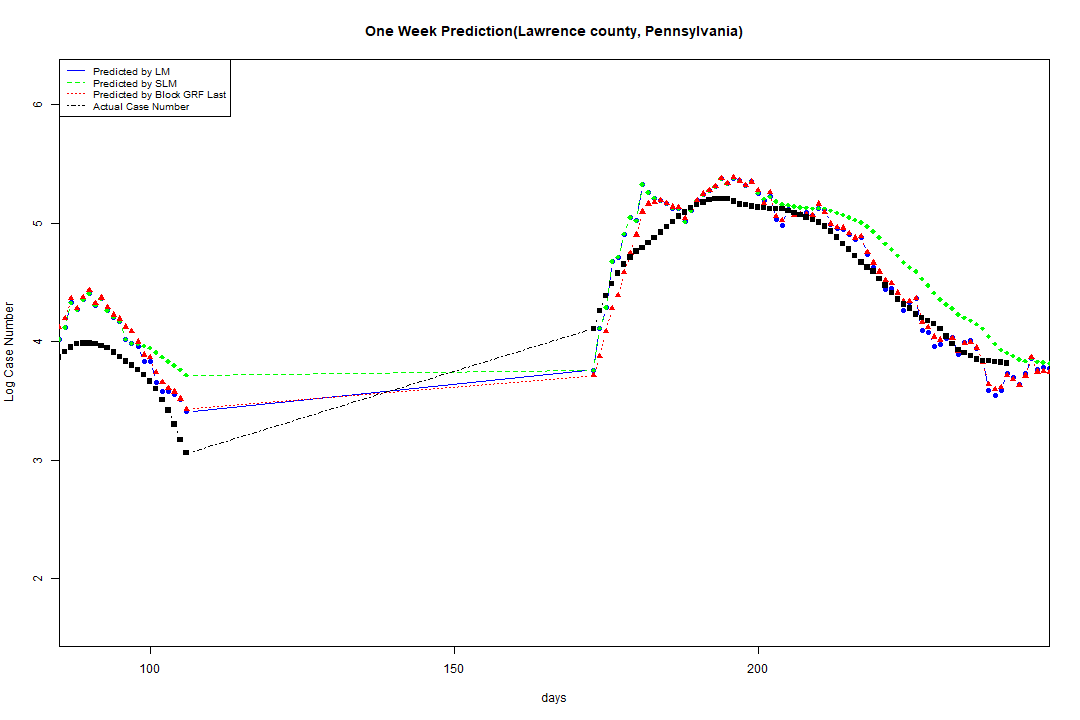 One Week Prediction(Lawrence county, Pennsylvania)
Predicted by LM
Predicted by SLM
Predicted by Block GRF Last
Actual Case Number
6
5
4
3
2
Log Case Number
100
150
200
days